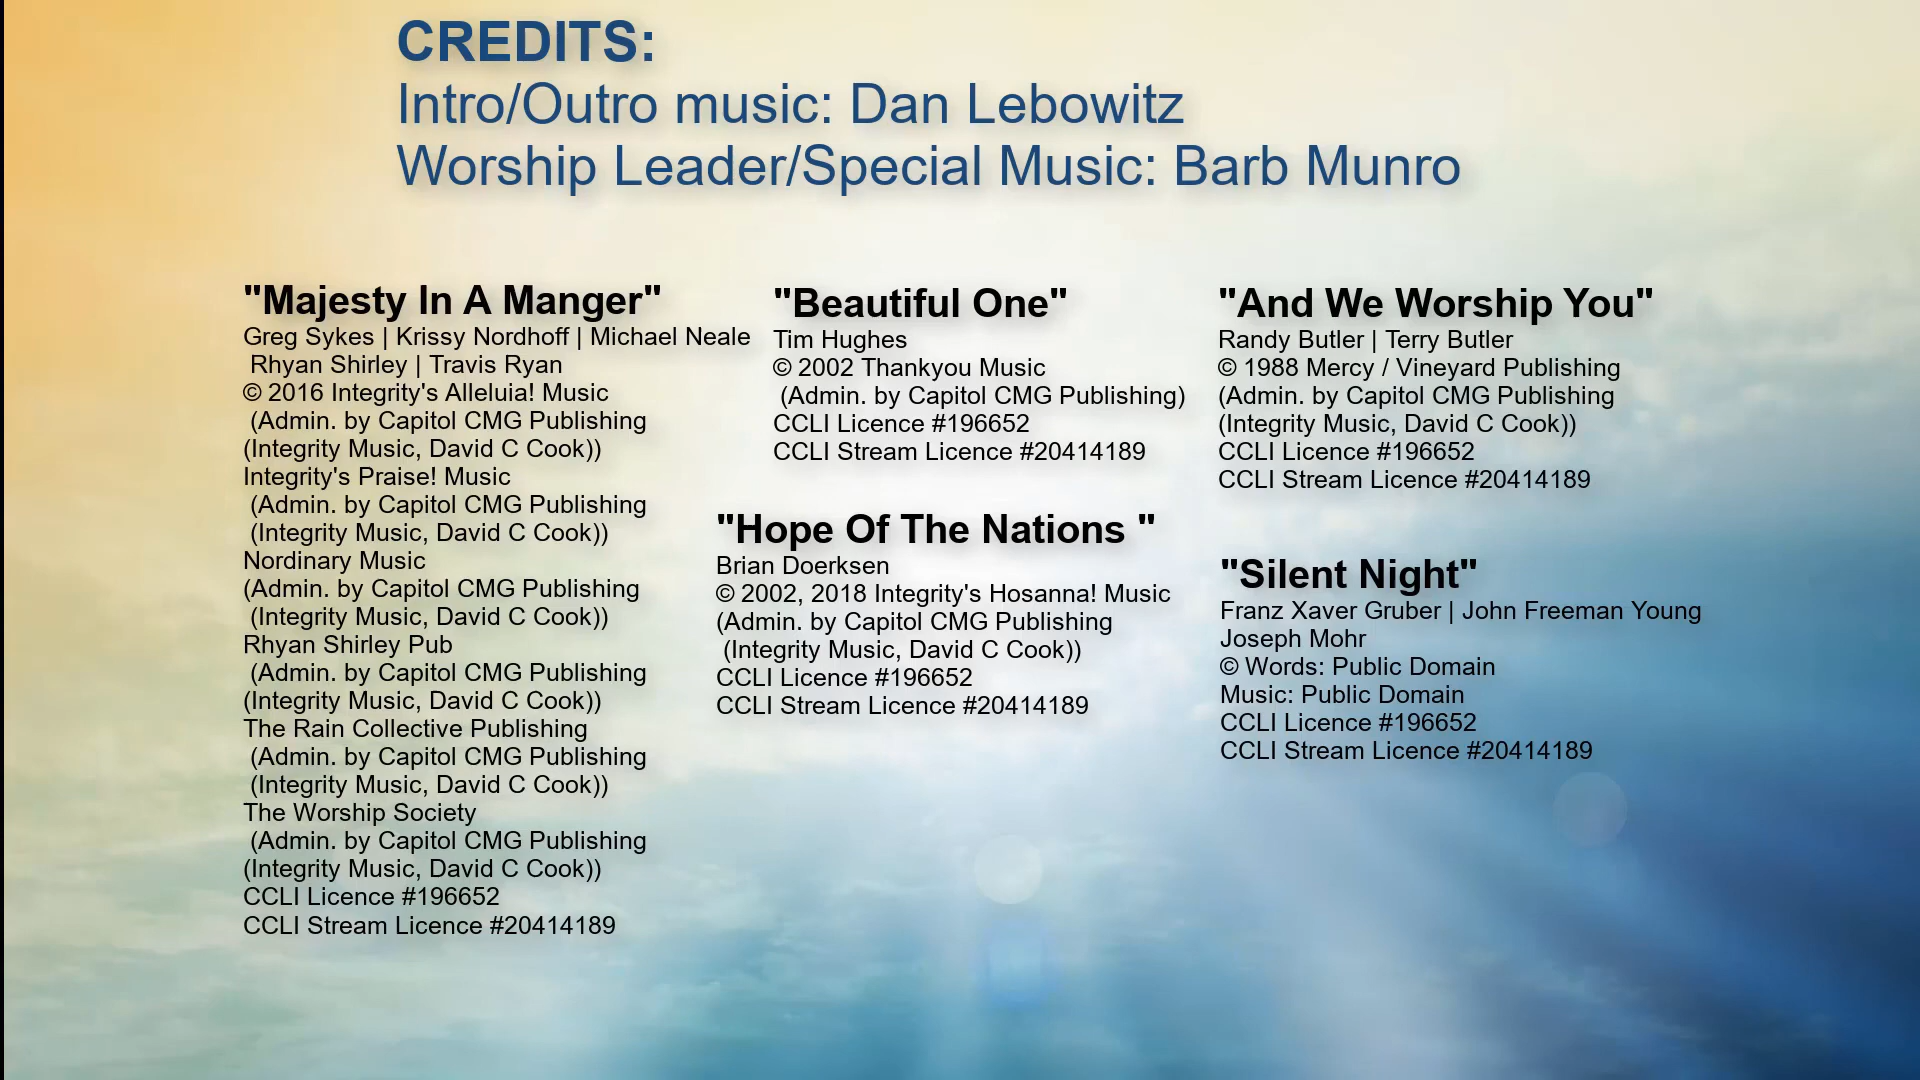 CREDITS:
Intro/Outro music: Dan Lebowitz
Worship Leader/Special Music: Barb Munro
"Majesty In A Manger"
Greg Sykes | Krissy Nordhoff | Michael Neale
Rhyan Shirley | Travis Ryan
© 2016 Integrity's Alleluia! Music
(Admin. by Capitol CMG Publishing
(Integrity Music, David C Cook))
Integrity's Praise! Music
(Admin. by Capitol CMG Publishing
(Integrity Music, David C Cook))
Nordinary Music
(Admin. by Capitol CMG Publishing
(Integrity Music, David C Cook))
Rhyan Shirley Pub
(Admin. by Capitol CMG Publishing
(Integrity Music, David C Cook))
The Rain Collective Publishing
(Admin. by Capitol CMG Publishing
(Integrity Music, David C Cook))
The Worship Society
(Admin. by Capitol CMG Publishing
(Integrity Music, David C Cook))
CCLI Licence #196652
CCLI Stream Licence #20414189
"Beautiful One"
Tim Hughes
© 2002 Thankyou Music
(Admin. by Capitol CMG Publishing)
CCLI Licence #196652
CCLI Stream Licence #20414189
"Hope Of The Nations "
Brian Doerksen
© 2002, 2018 Integrity's Hosanna! Music
(Admin. by Capitol CMG Publishing
(Integrity Music, David C Cook))
CCLI Licence #196652
CCLI Stream Licence #20414189
"And We Worship You"
Randy Butler | Terry Butler
© 1988 Mercy / Vineyard Publishing
(Admin. by Capitol CMG Publishing
(Integrity Music, David C Cook))
CCLI Licence #196652
CCLI Stream Licence #20414189
"Silent Night"
Franz Xaver Gruber | John Freeman Young
Joseph Mohr
© Words: Public Domain
Music: Public Domain
CCLI Licence #196652
CCLI Stream Licence #20414189